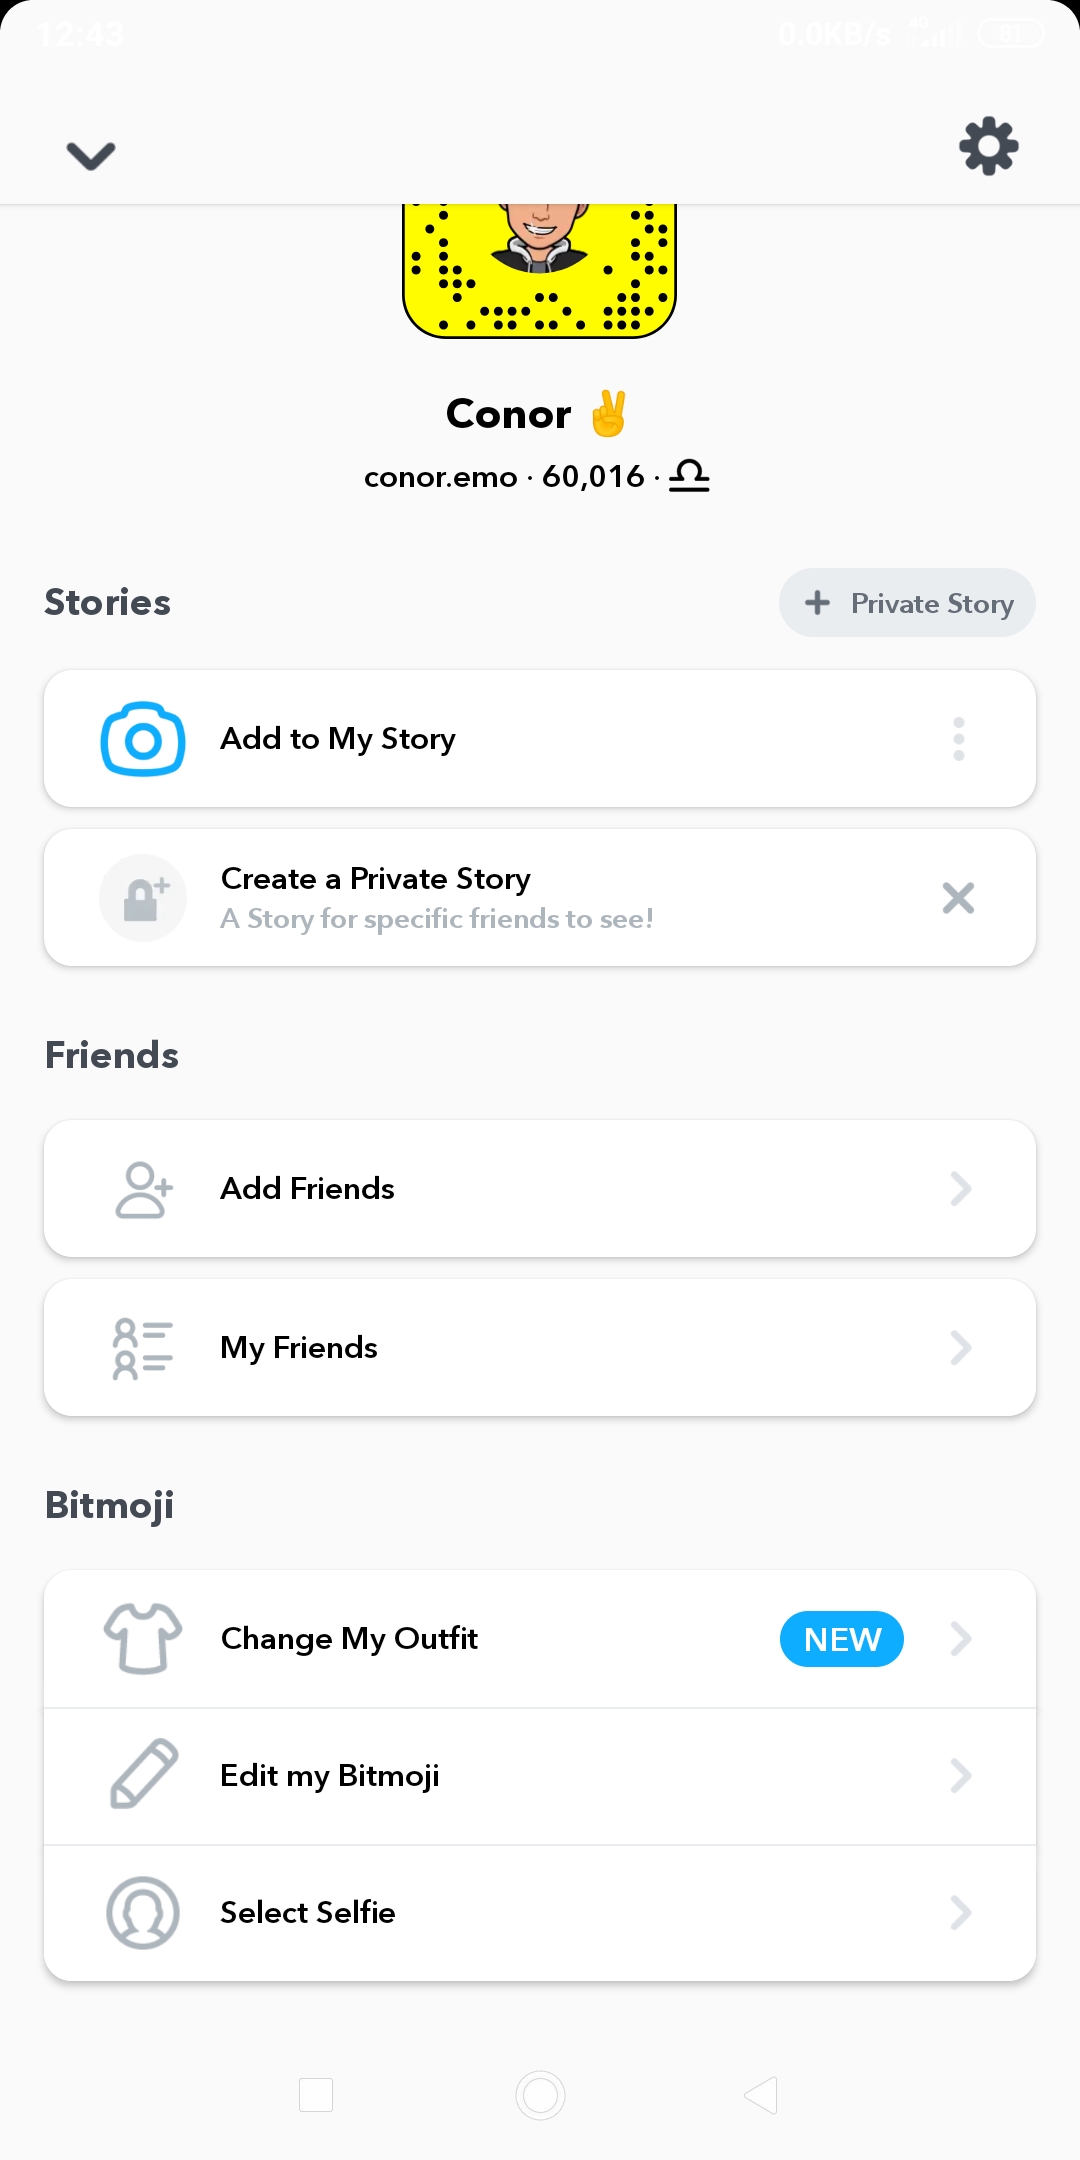 12:43 0.0KB/s 4G 81
Conor ✌️
conor.emo · 60,016 · ♎
Stories
+ Private Story
Add to My Story
Create a Private Story
A Story for specific friends to see!
Friends
Add Friends
My Friends
Bitmoji
Change My Outfit NEW
Edit my Bitmoji
Select Selfie